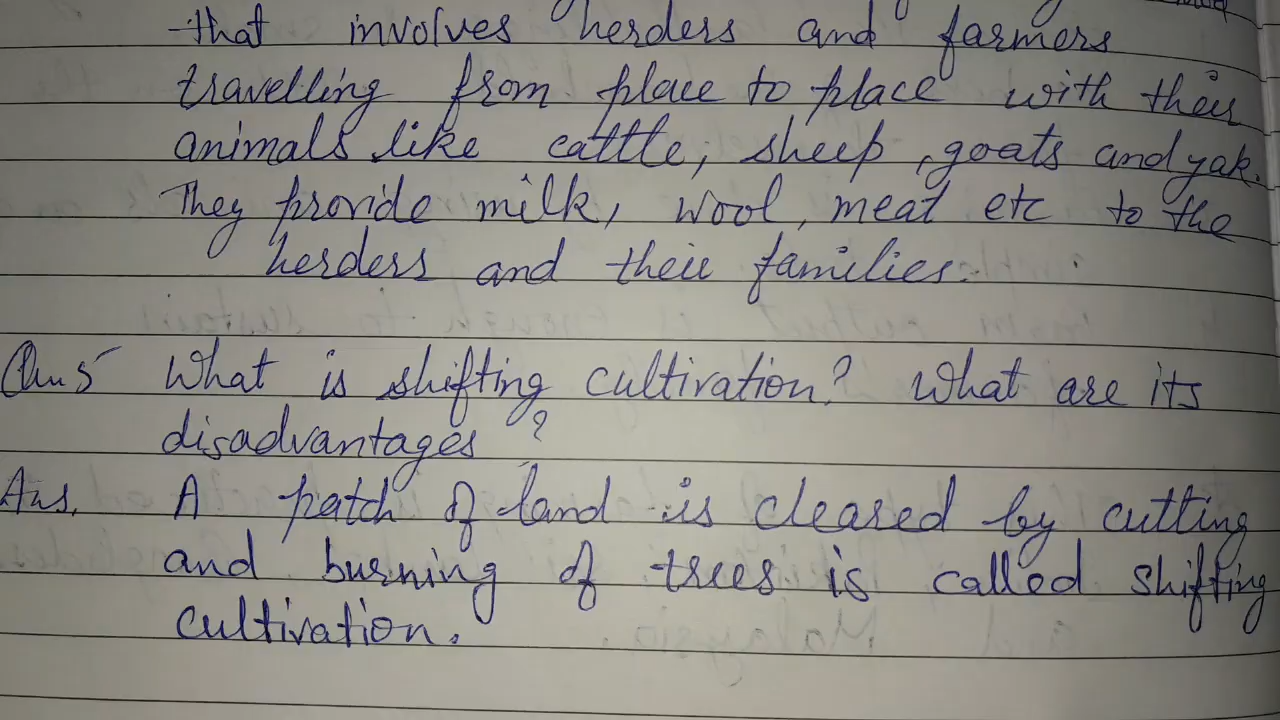 that involves herders and farmers
travelling from place to place with their
animals like cattle, sheep, goats and yak.
They provide milk, wool, meat etc to the
herders and their families.
Qus 5 What is shifting cultivation? What are its
disadvantages?
Ans. A patch of land is cleared by cutting
and burning of trees is called shifting
cultivation.